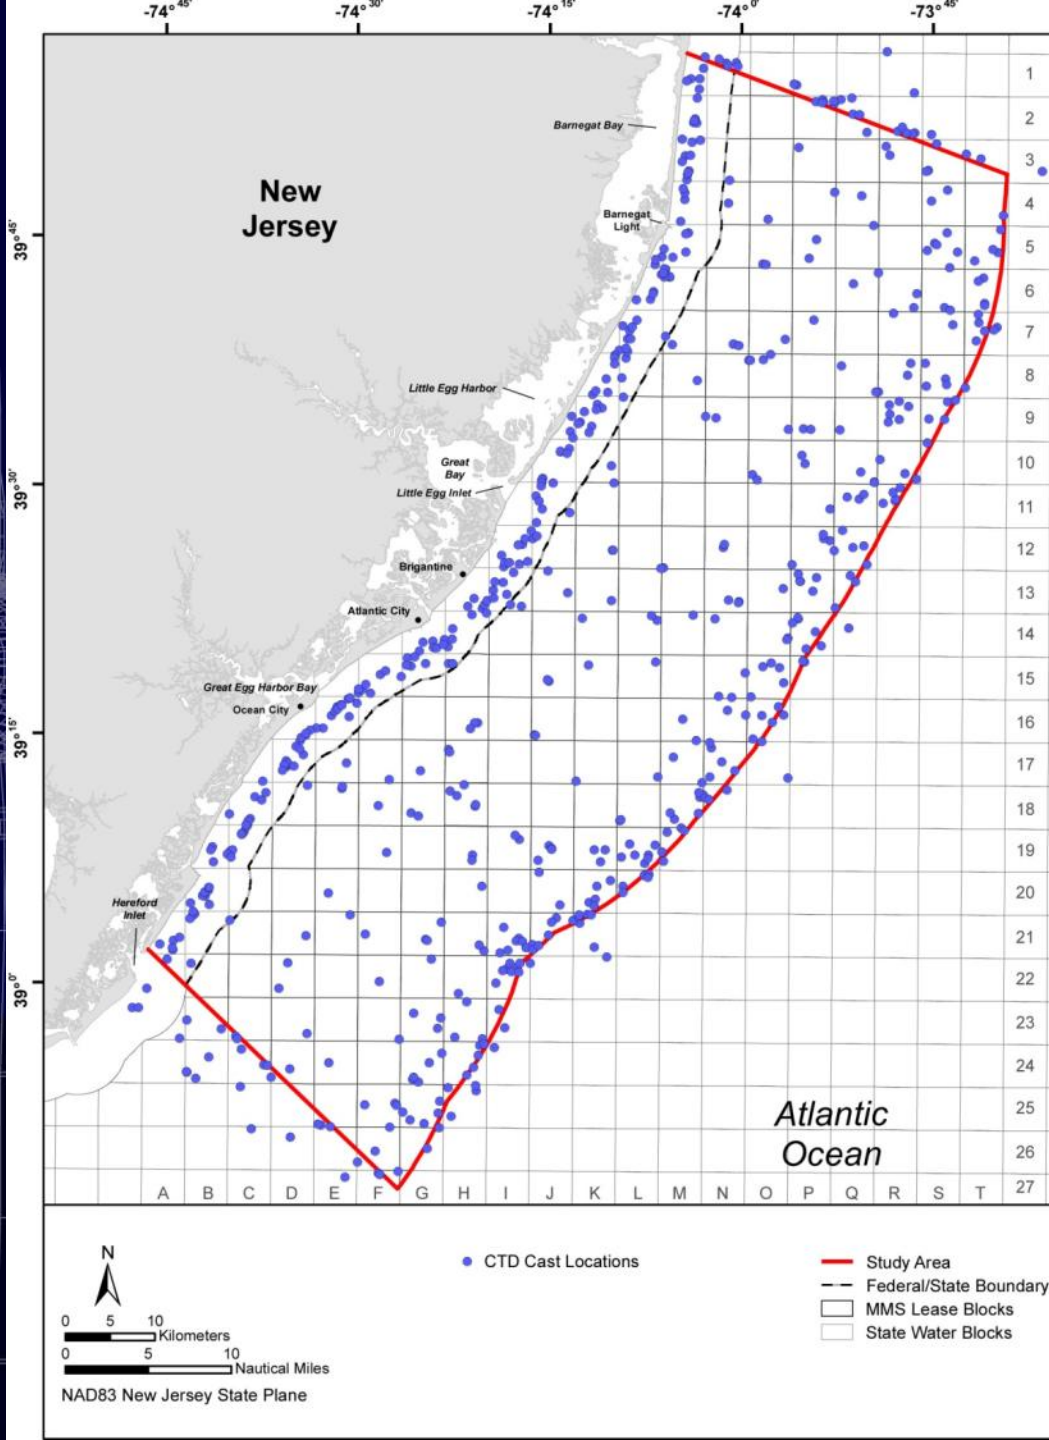 -74°45'
-74°30'
-74°15'
-74°0'
-73°45'
39°45'
39°30'
39°15'
39°0'
New
Jersey
Barnegat Bay
Barnegat
Light
Little Egg Harbor
Great
Bay
Little Egg Inlet
Brigantine
Atlantic City
Great Egg Harbor Bay
Ocean City
Hereford
Inlet
Atlantic
Ocean
1
2
3
4
5
6
7
8
9
10
11
12
13
14
15
16
17
18
19
20
21
22
23
24
25
26
27
A B C D E F G H I J K L M N O P Q R S T
N
0 5 10
Kilometers
0 5 10
Nautical Miles
NAD83 New Jersey State Plane
CTD Cast Locations
Study Area
Federal/State Boundary
MMS Lease Blocks
State Water Blocks